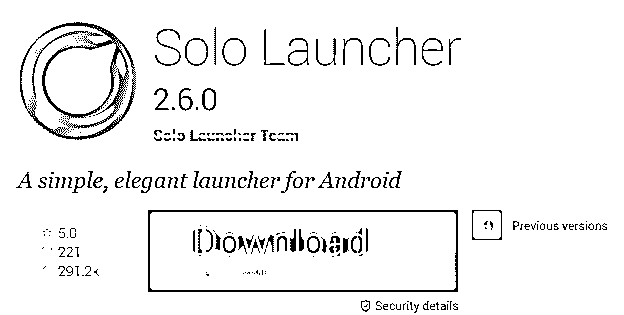 Solo Launcher
2.6.0
Solo Launcher Team
A simple, elegant launcher for Android
5.0
221
291.2k
Download
Previous versions
Security details